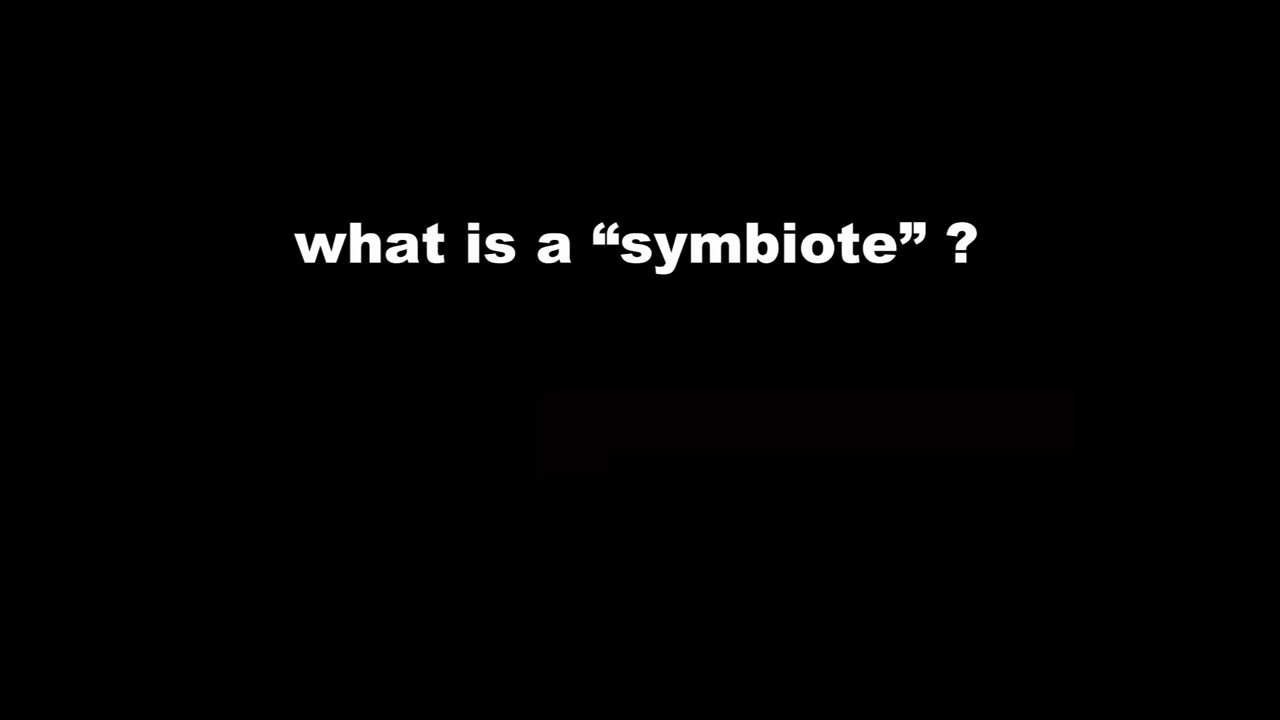 what is a “symbiote” ?